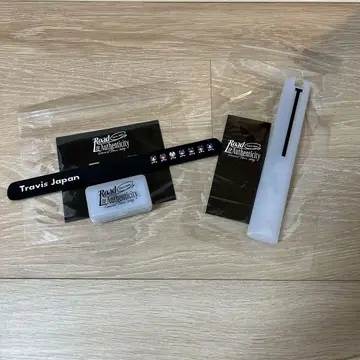 Road
to Authenticity
Travis Japan
Road
to Authenticity
Road
to Authenticity